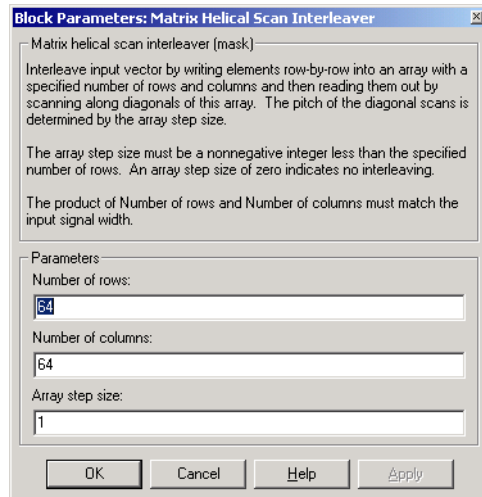 Block Parameters: Matrix Helical Scan Interleaver
Matrix helical scan interleaver (mask)
Interleave input vector by writing elements row-by-row into an array with a
specified number of rows and columns and then reading them out by
scanning along diagonals of this array. The pitch of the diagonal scans is
determined by the array step size.
The array step size must be a nonnegative integer less than the specified
number of rows. An array step size of zero indicates no interleaving.
The product of Number of rows and Number of columns must match the
input signal width.
Parameters
Number of rows:
64
Number of columns:
64
Array step size:
1
OK Cancel Help Apply